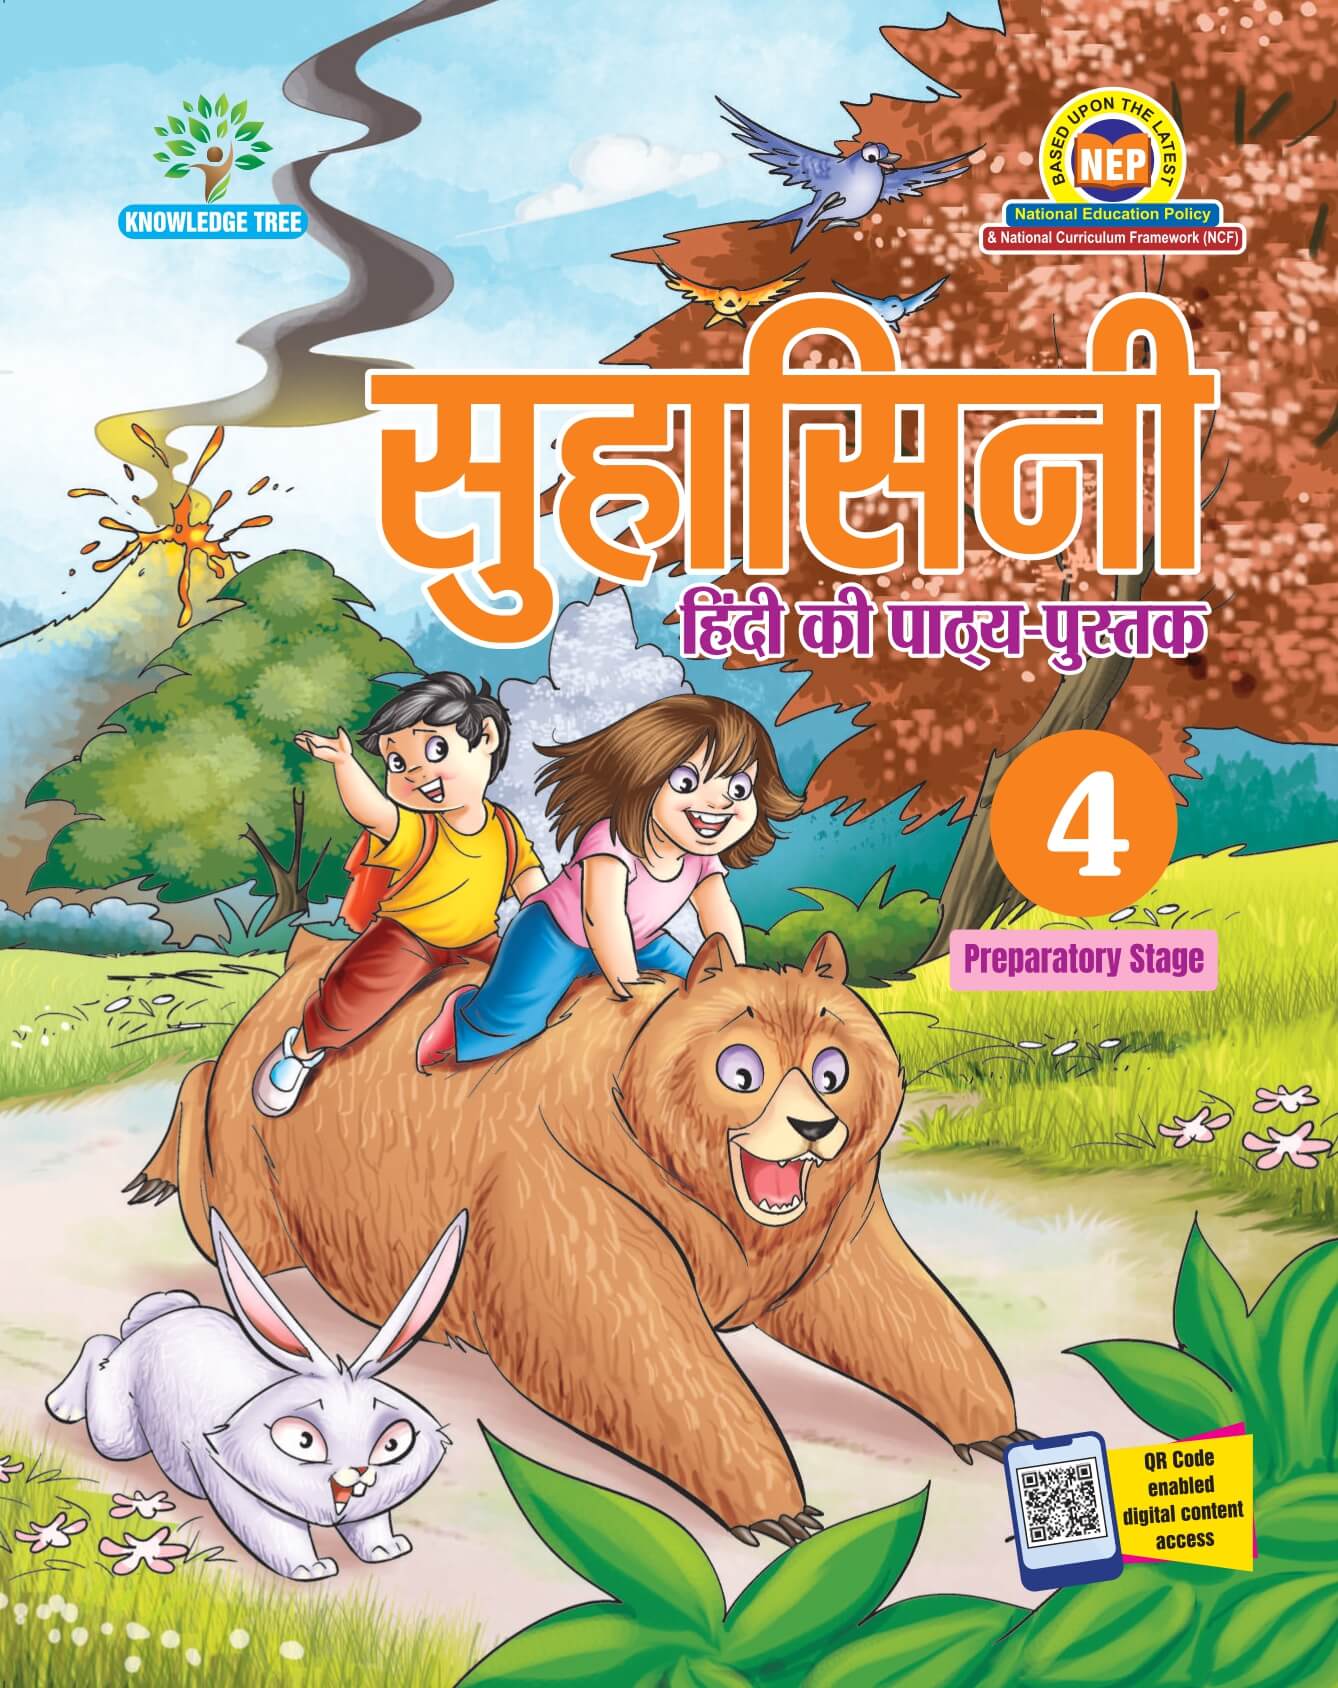 KNOWLEDGE TREE
BASED UPON THE LATEST
NEP
National Education Policy
& National Curriculum Framework (NCF)
सुहासिनी
हिंदी की पाठ्य-पुस्तक
4
Preparatory Stage
QR Code
enabled
digital content
access